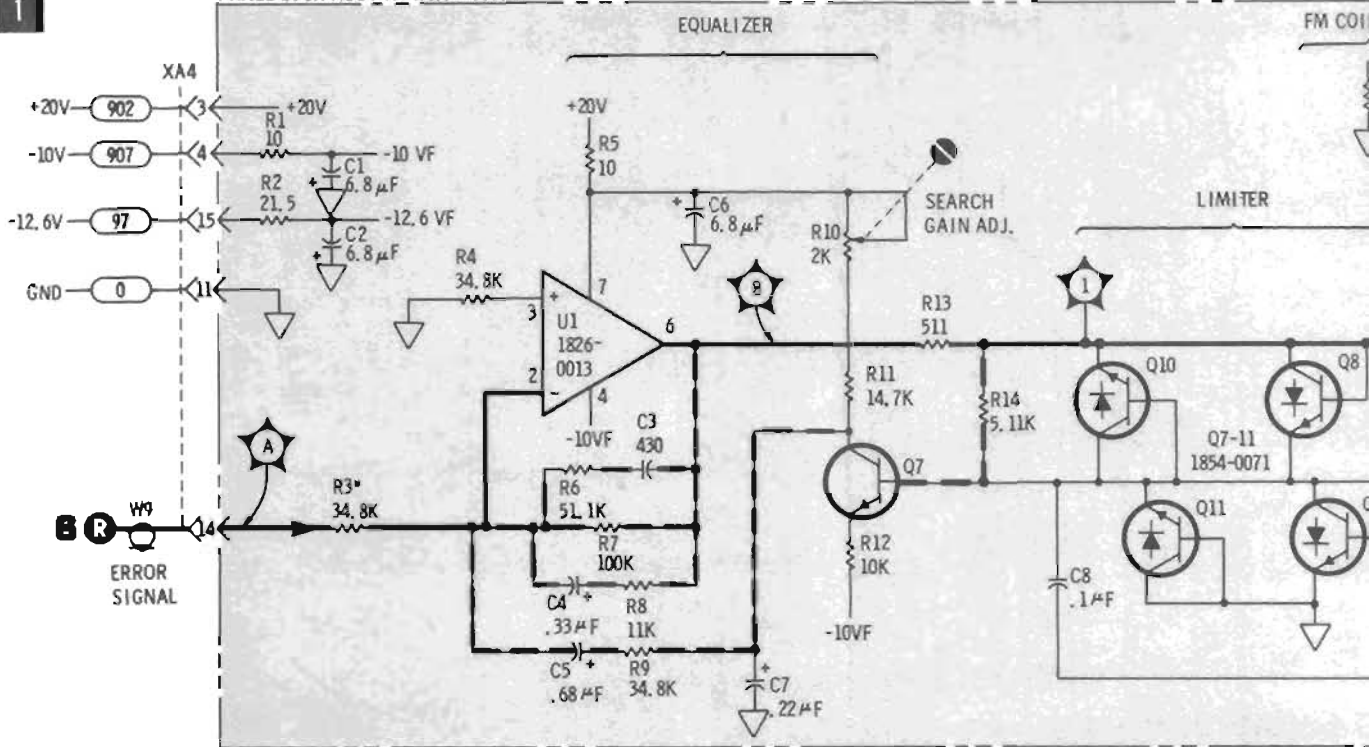 1
EQUALIZER
FM COI
XA4
+20V
902
3
+20V
R1
10
-10V
907
4
-10 VF
C1
+
6.8µF
R2
21.5
-12.6V
97
15
-12.6 VF
C2
+
6.8µF
GND
0
11
+20V
R5
10
+
C6
6.8µF
SEARCH
GAIN ADJ.
R10
2K
LIMITER
R4
34.8K
+
3
7
U1
1826-
0013
6
2
-
4
-10VF
B
1
R13
511
R11
14.7K
R14
5.11K
Q10
Q8
Q7-11
1854-0071
Q7
Q11
A
C3
430
R6
51.1K
R7
100K
R3*
34.8K
R
W9
14
ERROR
SIGNAL
C4
+
.33µF
R8
11K
C5
+
.68µF
R9
34.8K
R12
10K
-10VF
+
C7
.22µF
C8
.1µF